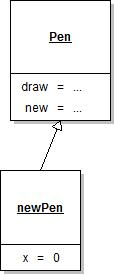 Pen
draw = ...
new = ...
newPen
x = 0